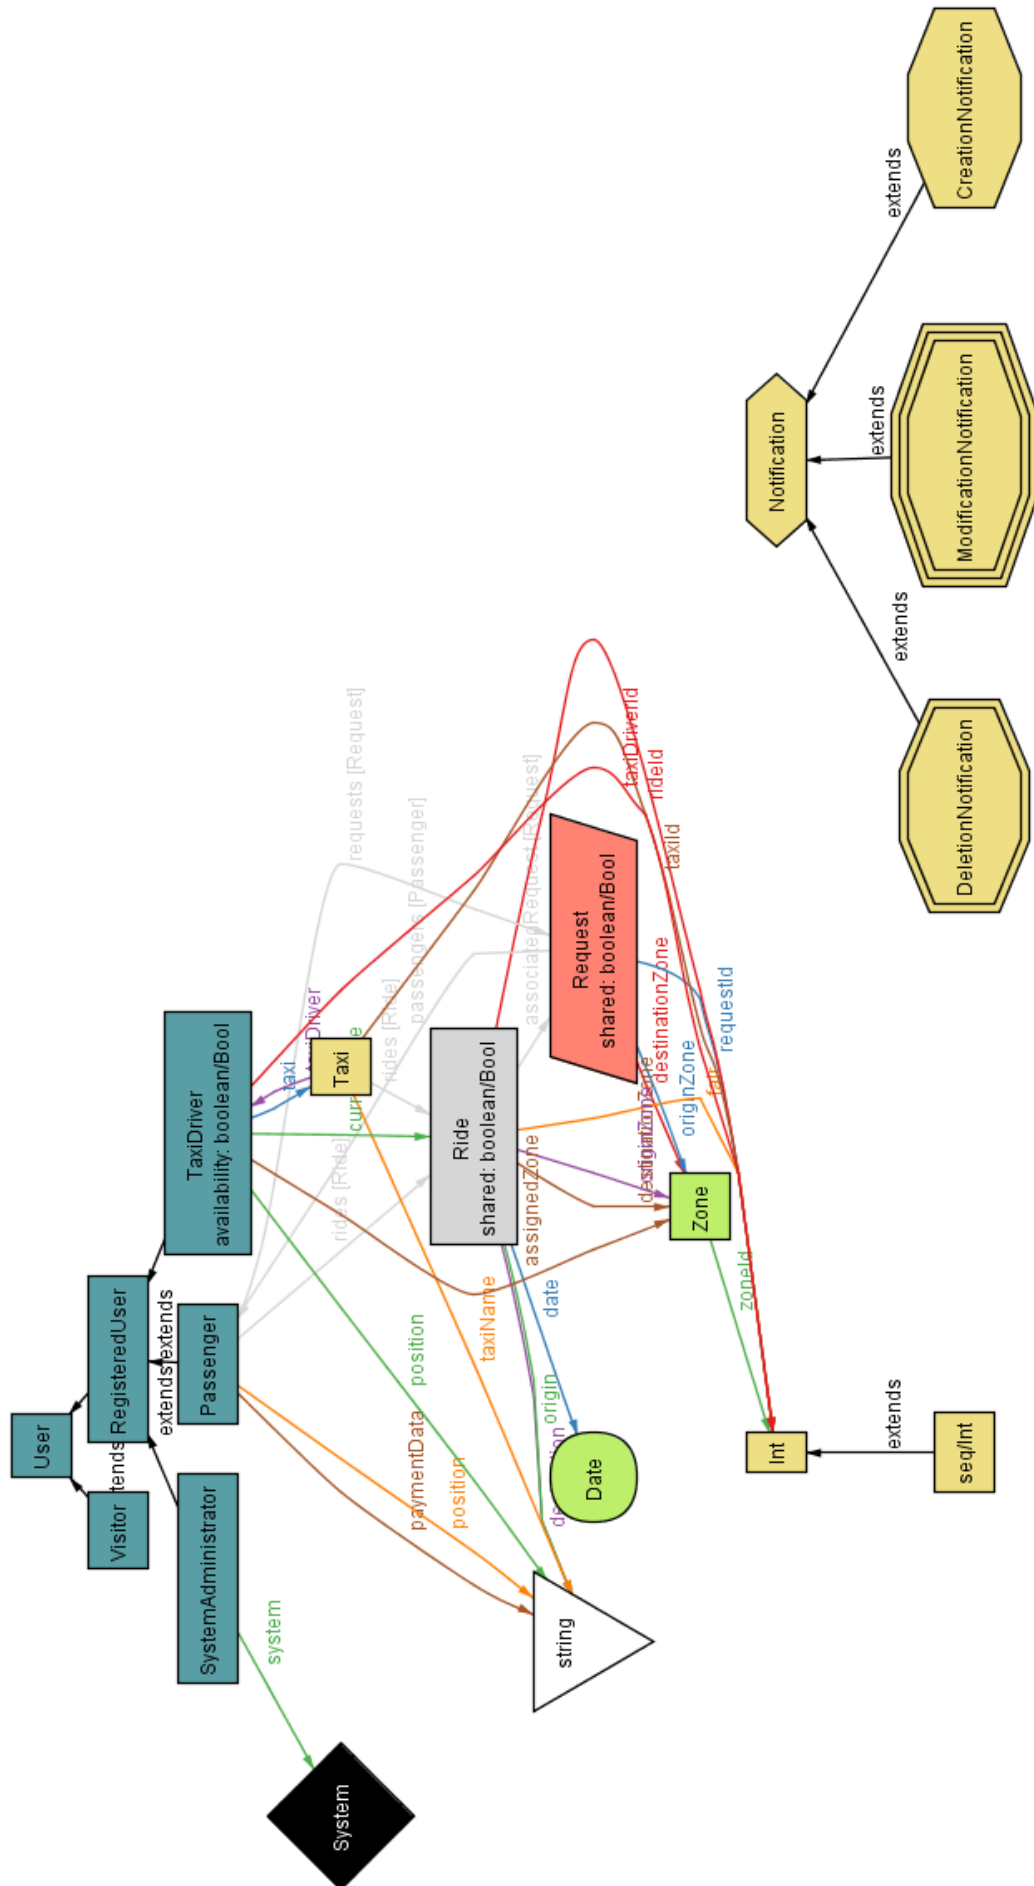 User
Visitor
extends
RegisteredUser
extends
extends
SystemAdministrator
Passenger
TaxiDriver
availability: boolean/Bool
system
taxi
System
Taxi
requests [Request]
rides [Ride]
rides [Ride]
passengers [Passenger]
paymentData
position
position
taxiName
Ride
shared: boolean/Bool
assignedZone
associatedRequest [Request]
string
origin
date
Date
Request
shared: boolean/Bool
taxiDriverId
rideId
taxiId
destinationZone
originZone
requestId
fair
Zone
zoneId
Int
extends
seq/Int
Notification
extends
extends
extends
DeletionNotification
ModificationNotification
CreationNotification